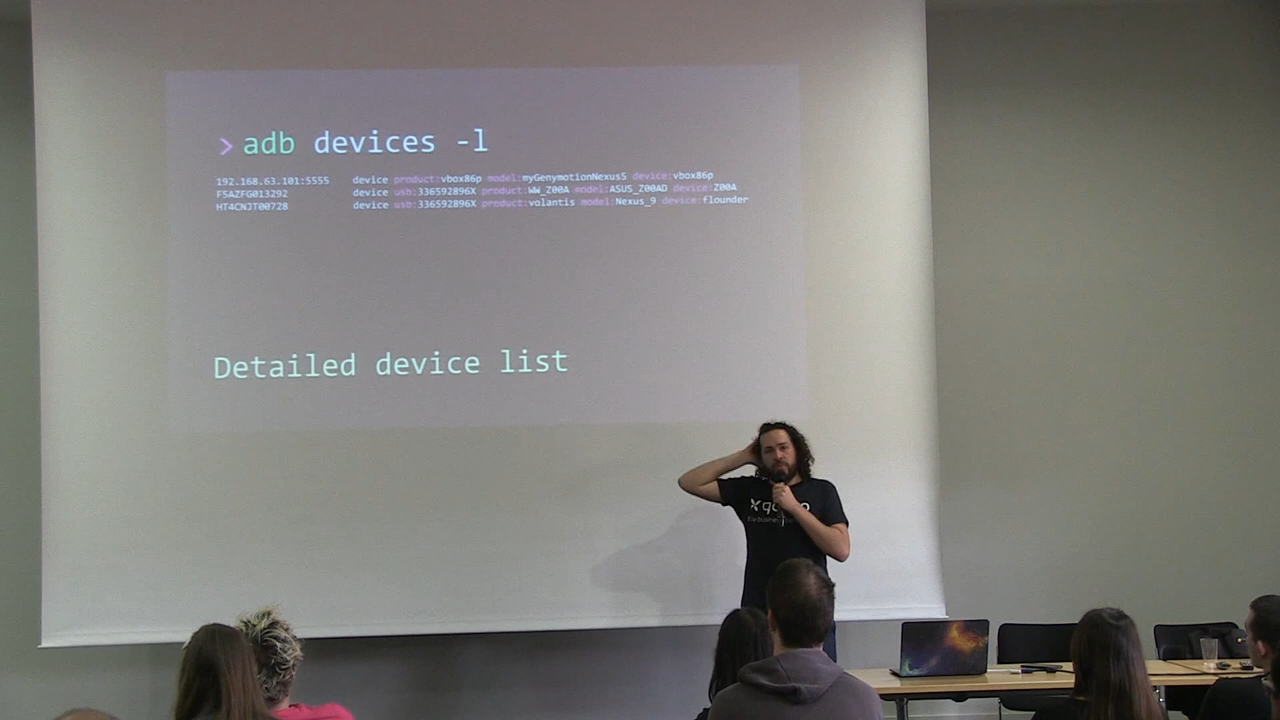 > adb devices -l
192.168.63.101:5555 device product:vbox86p model:myGenymotionNexus5 device:vbox86p
F5AZFG013292 device usb:336592896X product:WW_Z00A model:ASUS_Z00AD device:Z00A
HT4CNJT00728 device usb:336592896X product:volantis model:Nexus_9 device:flounder
Detailed device list